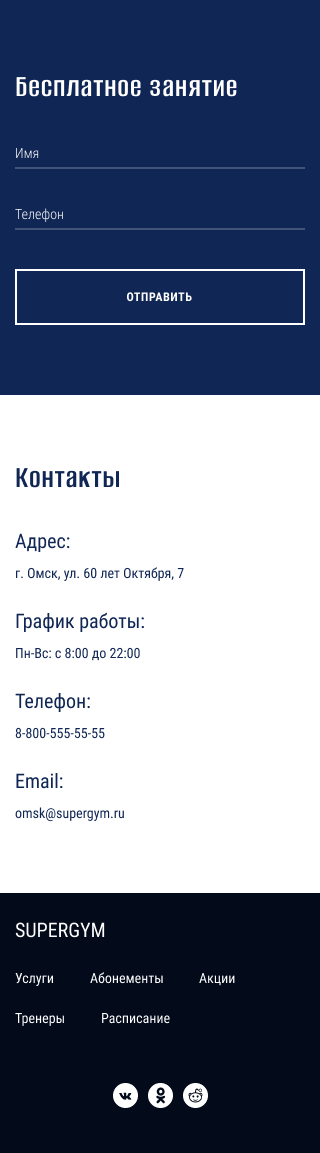 Бесплатное занятие
Имя
Телефон
ОТПРАВИТЬ
Контакты
Адрес:
г. Омск, ул. 60 лет Октября, 7
График работы:
Пн-Вс: с 8:00 до 22:00
Телефон:
8-800-555-55-55
Email:
omsk@supergym.ru
SUPERGYM
Услуги Абонементы Акции
Тренеры Расписание